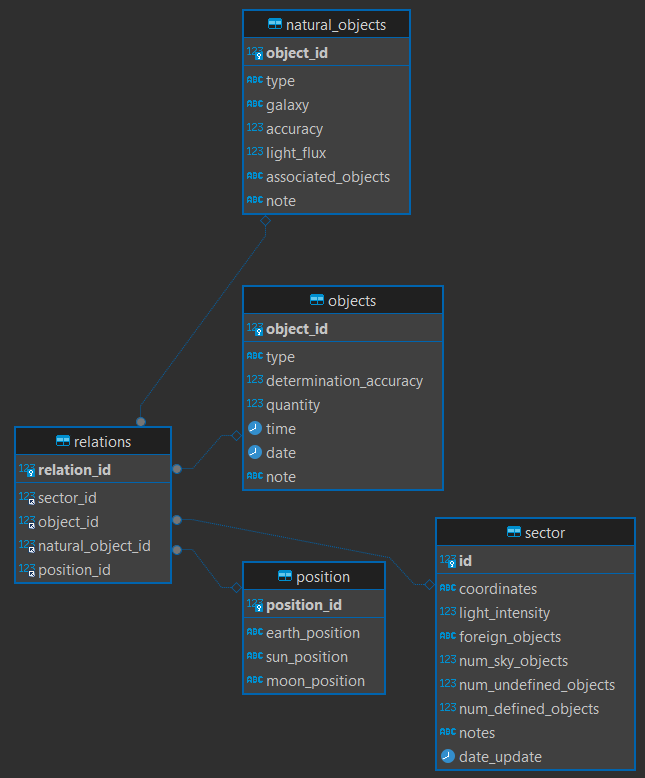 natural_objects
123 object_id
ABC type
ABC galaxy
123 accuracy
123 light_flux
ABC associated_objects
ABC note
objects
123 object_id
ABC type
123 determination_accuracy
123 quantity
time
date
ABC note
relations
123 relation_id
123 sector_id
123 object_id
123 natural_object_id
123 position_id
position
123 position_id
ABC earth_position
ABC sun_position
ABC moon_position
sector
123 id
ABC coordinates
123 light_intensity
ABC foreign_objects
123 num_sky_objects
123 num_undefined_objects
123 num_defined_objects
ABC notes
date_update